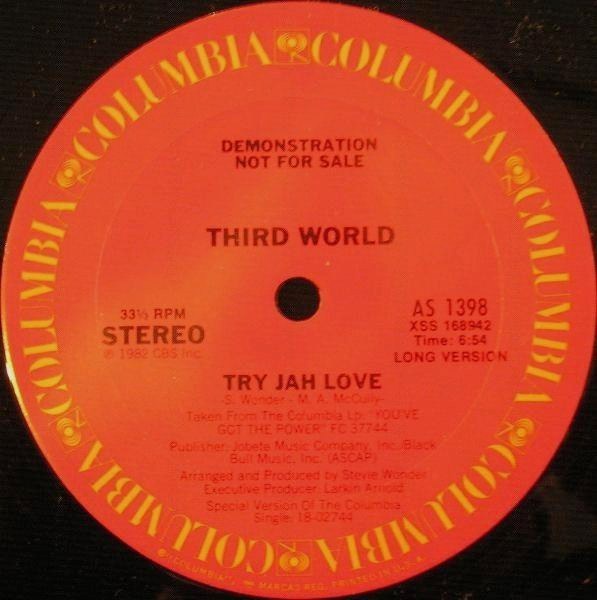 COLUMBIA COLUMBIA COLUMBIA COLUMBIA COLUMBIA COLUMBIA
DEMONSTRATION
NOT FOR SALE
THIRD WORLD
33⅓ RPM
STEREO
℗ 1982 CBS Inc.
AS 1398
XSS 168942
Time: 6:54
LONG VERSION
TRY JAH LOVE
-S. Wonder - M. A. McCully-
Taken From The Columbia Lp: "YOU'VE
GOT THE POWER" FC 37744
Publisher: Jobete Music Company, Inc./Black
Bull Music, Inc. (ASCAP)
Arranged and Produced by Stevie Wonder
Executive Producer: Larkin Arnold
Special Version Of The Columbia
Single: 18-02744
"COLUMBIA", MARCAS REG. PRINTED IN U.S.A.